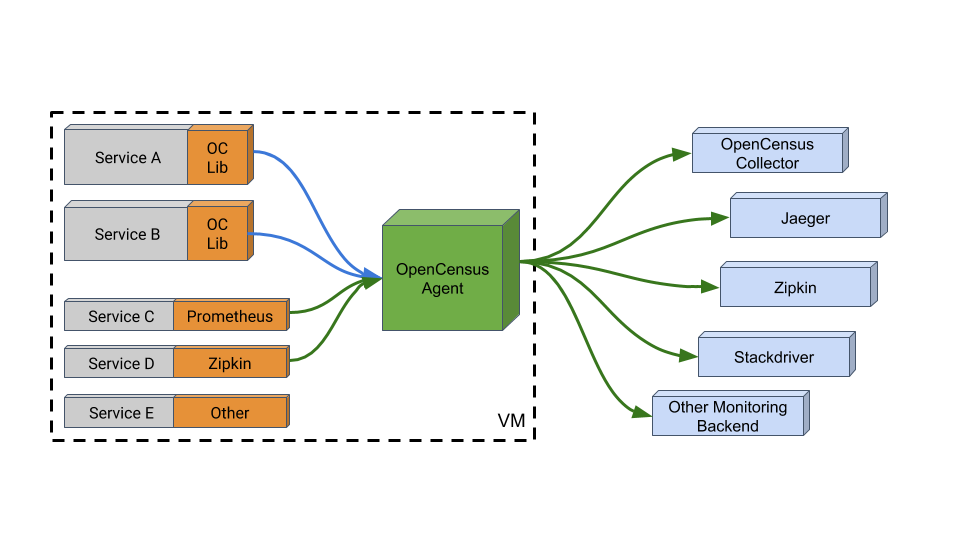 Service A
OC
Lib
Service B
OC
Lib
Service C
Prometheus
Service D
Zipkin
Service E
Other
OpenCensus
Agent
VM
OpenCensus
Collector
Jaeger
Zipkin
Stackdriver
Other Monitoring
Backend